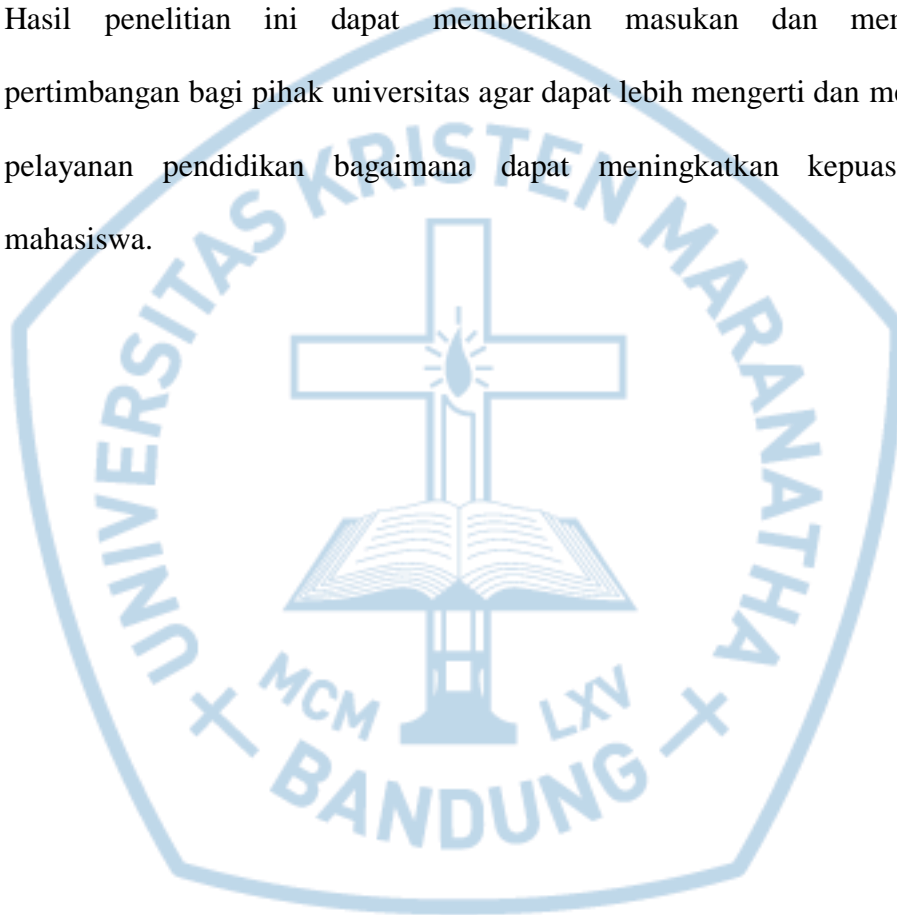 Hasil penelitian ini dapat memberikan masukan dan
pertimbangan bagi pihak universitas agar dapat lebih mengerti dan
pelayanan pendidikan bagaimana dapat meningkatkan
mahasiswa.
UNIVERSITAS KRISTEN MARANATHA
MCM LXV
BANDUNG